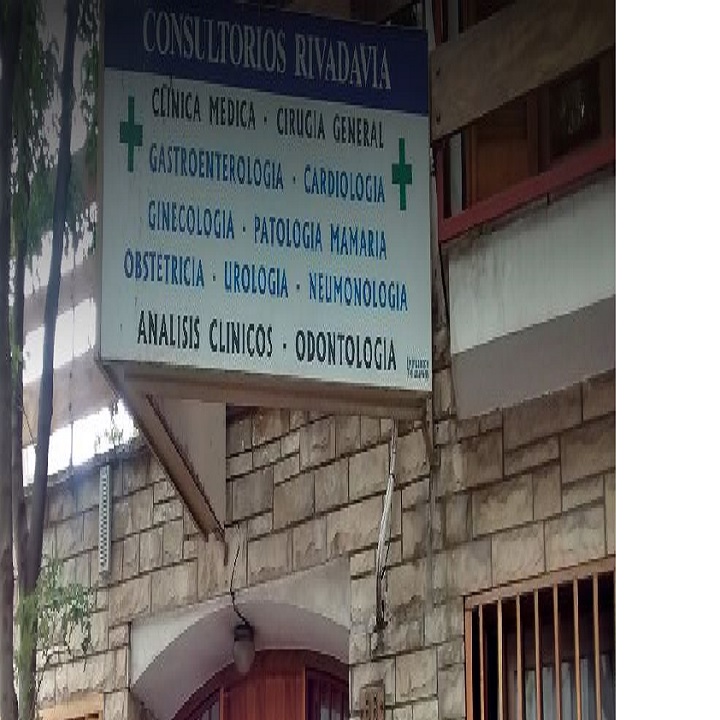 CONSULTORIOS RIVADAVIA
CLINICA MEDICA · CIRUGIA GENERAL
GASTROENTEROLOGIA · CARDIOLOGIA
GINECOLOGIA · PATOLOGIA MAMARIA
OBSTETRICIA · UROLOGIA · NEUMONOLOGIA
ANALISIS CLINICOS · ODONTOLOGIA